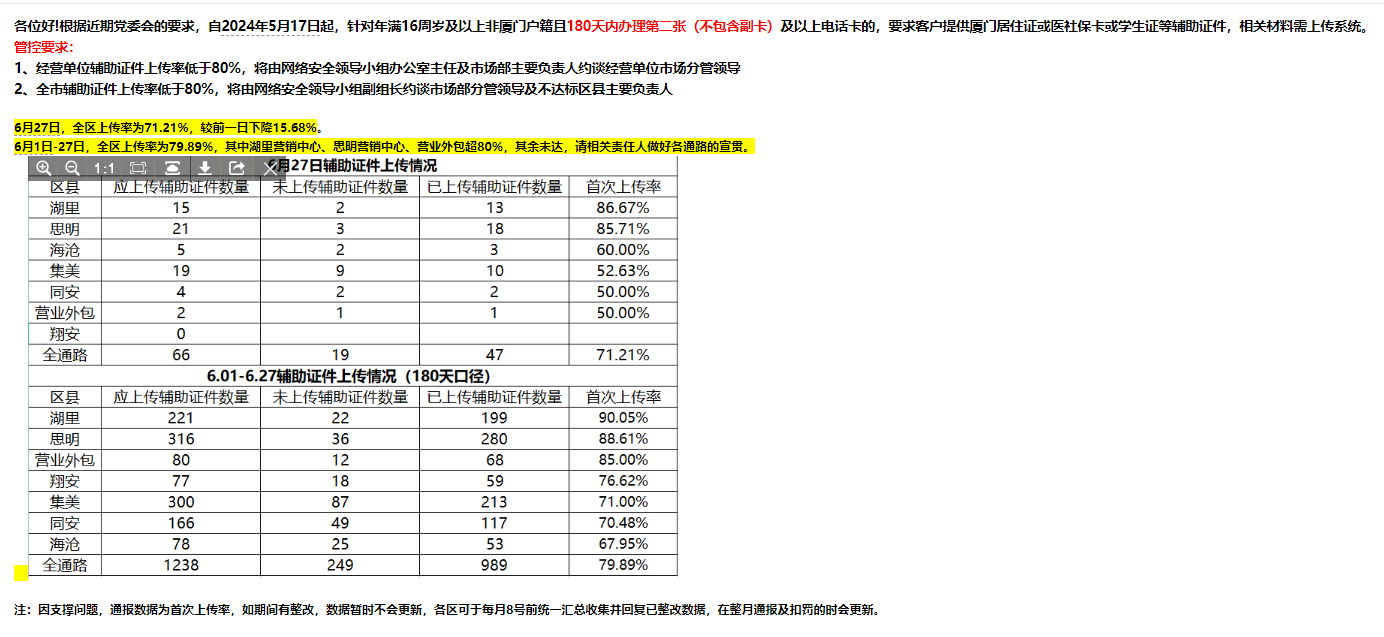 各位好!根据近期党委会的要求，自2024年5月17日起，针对年满16周岁及以上非厦门户籍且180天内办理第二张（不包含副卡）及以上电话卡的，要求客户提供厦门居住证或医社保卡或学生证等辅助证件，相关材料需上传系统。
管控要求：
1、经营单位辅助证件上传率低于80%，将由网络安全领导小组办公室主任及市场部主要负责人约谈经营单位市场分管领导
2、全市辅助证件上传率低于80%，将由网络安全领导小组副组长约谈市场部分管领导及不达标区县主要负责人
6月27日，全区上传率为71.21%，较前一日下降15.68%。
6月1日-27日，全区上传率为79.89%，其中湖里营销中心、思明营销中心、营业外包超80%，其余未达，请相关责任人做好各通路的宣贯。
1:1 6月27日辅助证件上传情况
区县 应上传辅助证件数量 未上传辅助证件数量 已上传辅助证件数量 首次上传率
湖里 15 2 13 86.67%
思明 21 3 18 85.71%
海沧 5 2 3 60.00%
集美 19 9 10 52.63%
同安 4 2 2 50.00%
营业外包 2 1 1 50.00%
翔安 0
全通路 66 19 47 71.21%
6.01-6.27辅助证件上传情况（180天口径）
区县 应上传辅助证件数量 未上传辅助证件数量 已上传辅助证件数量 首次上传率
湖里 221 22 199 90.05%
思明 316 36 280 88.61%
营业外包 80 12 68 85.00%
翔安 77 18 59 76.62%
集美 300 87 213 71.00%
同安 166 49 117 70.48%
海沧 78 25 53 67.95%
全通路 1238 249 989 79.89%
注：因支撑问题，通报数据为首次上传率，如期间有整改，数据暂时不会更新，各区可于每月8号前统一汇总收集并回复已整改数据，在整月通报及扣罚的时会更新。